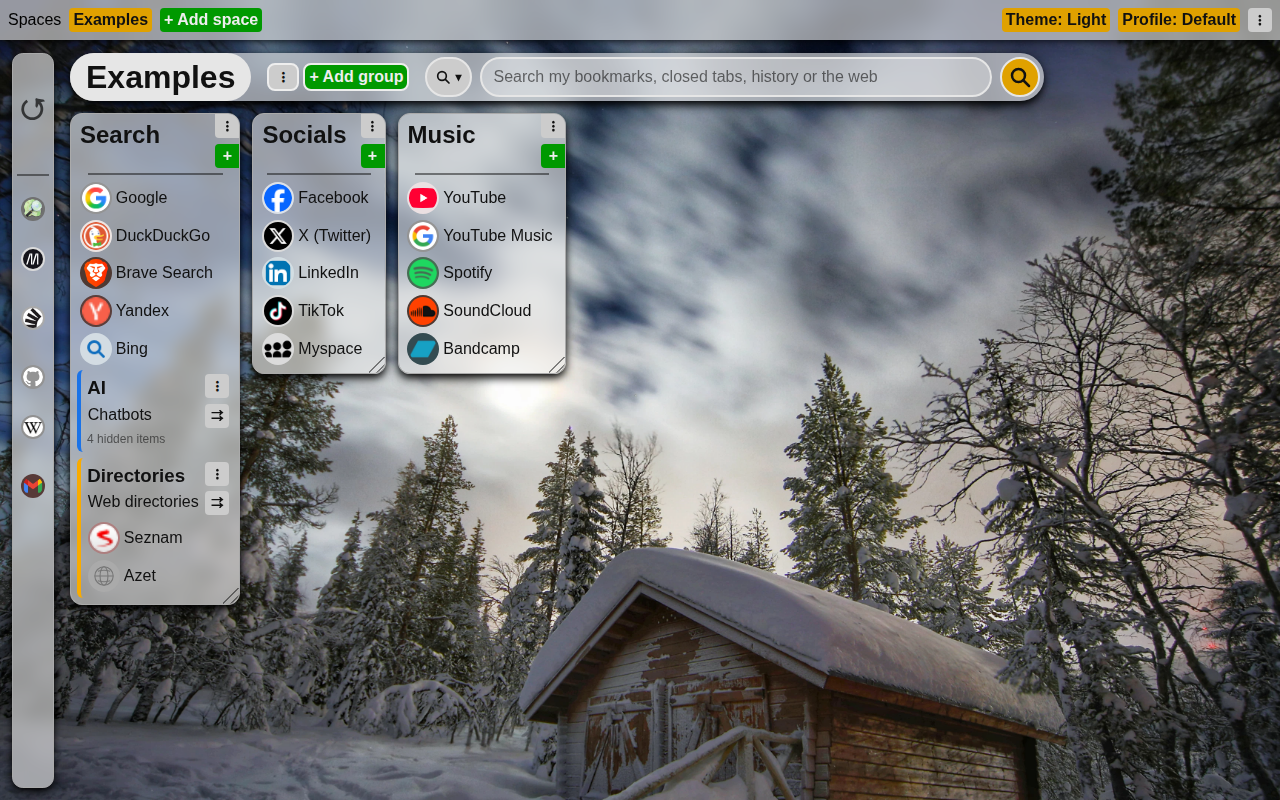 Spaces Examples + Add space Theme: Light Profile: Default
Examples + Add group Search my bookmarks, closed tabs, history or the web
Search
+
Google
DuckDuckGo
Brave Search
Yandex
Bing
AI
Chatbots
4 hidden items
Directories
Web directories
Seznam
Azet
Socials
+
Facebook
X (Twitter)
LinkedIn
TikTok
Myspace
Music
+
YouTube
YouTube Music
Spotify
SoundCloud
Bandcamp